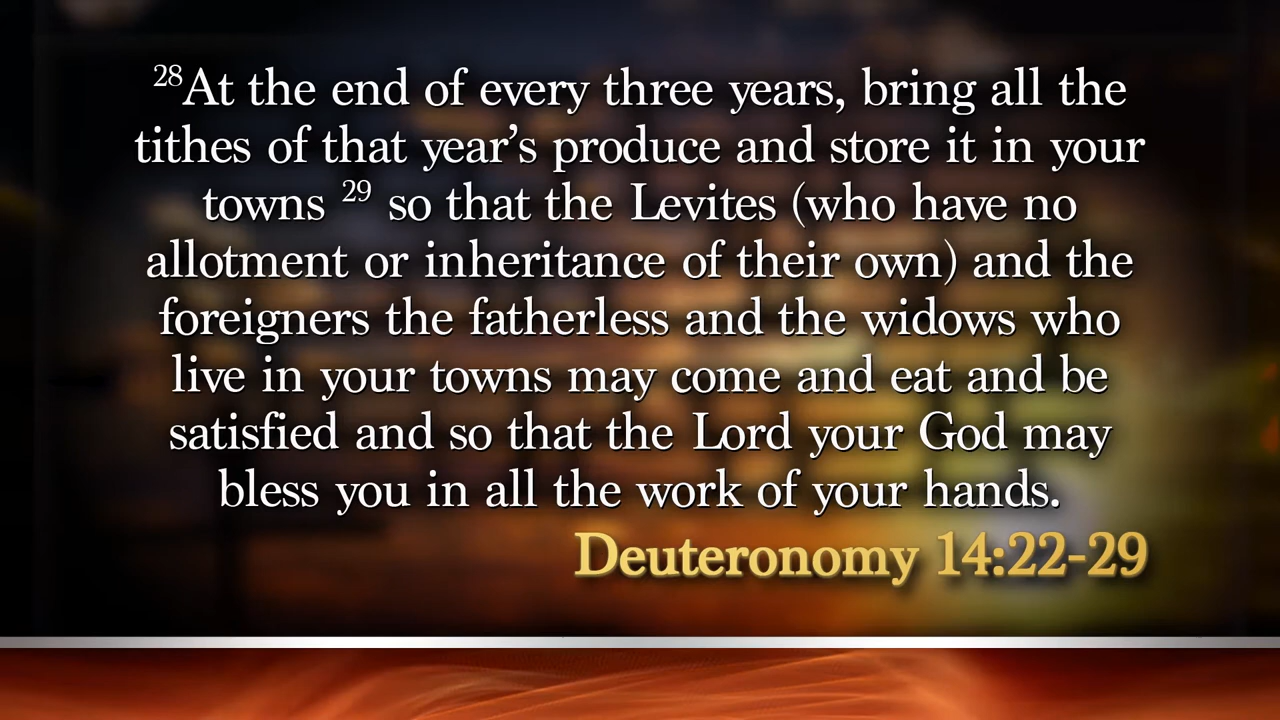 28At the end of every three years, bring all the
tithes of that year’s produce and store it in your
towns 29 so that the Levites (who have no
allotment or inheritance of their own) and the
foreigners the fatherless and the widows who
live in your towns may come and eat and be
satisfied and so that the Lord your God may
bless you in all the work of your hands.
Deuteronomy 14:22-29